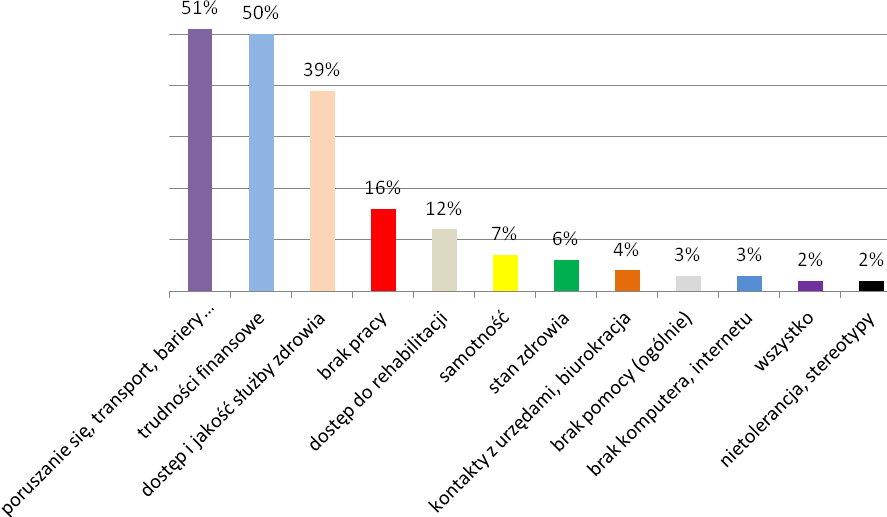 51%
50%
39%
16%
12%
7%
6%
4%
3%
3%
2%
2%
poruszanie się, transport, bariery...
trudności finansowe
dostęp i jakość służby zdrowia
brak pracy
dostęp do rehabilitacji
samotność
stan zdrowia
kontakty z urzędami, biurokracja
brak pomocy (ogólnie)
brak komputera, internetu
wszystko
nietolerancja, stereotypy